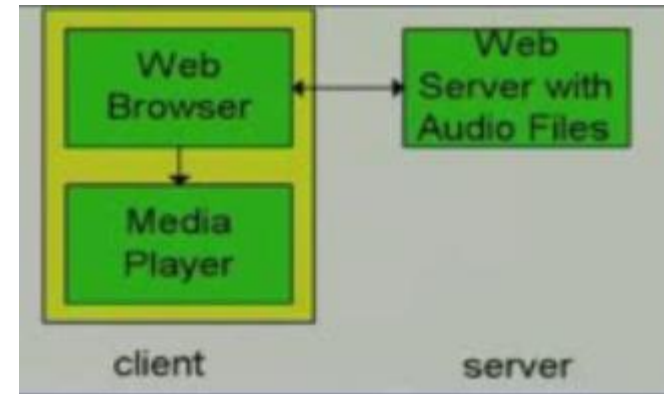 Web
Browser
Web
Server with
Audio Files
Media
Player
client
server